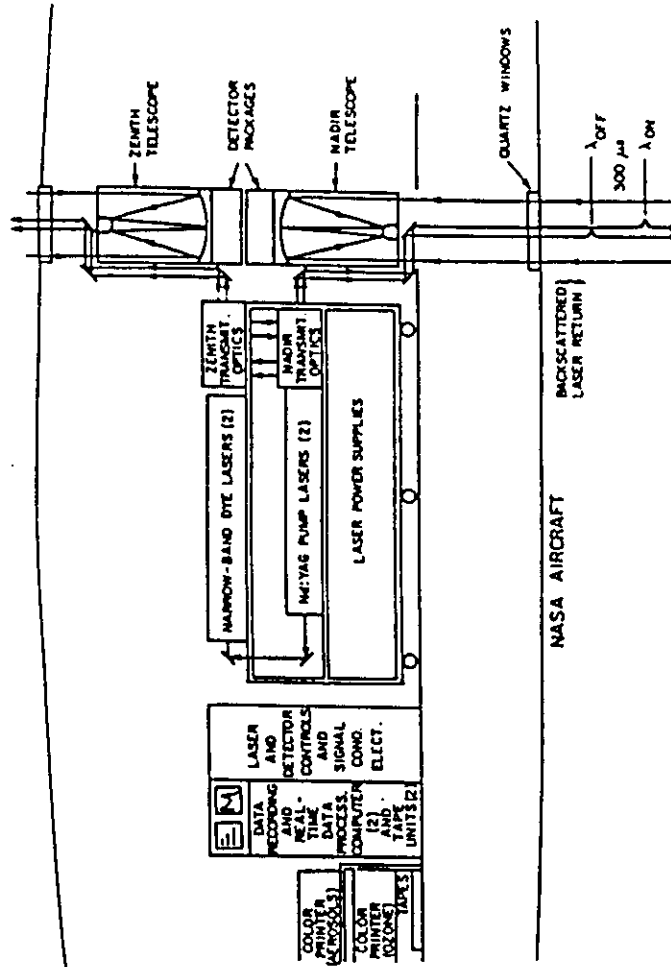 ZENITH
TELESCOPE
DETECTOR
PACKAGES
NADIR
TELESCOPE
QUARTZ WINDOWS
λOFF
300 μs
λON
ZENITH
TRANSMIT.
OPTICS
NADIR
TRANSMIT.
OPTICS
BACKSCATTERED
LASER RETURN
NARROW-BAND DYE LASERS (2)
Nd:YAG PUMP LASERS (2)
LASER POWER SUPPLIES
NASA AIRCRAFT
LASER
AND
DETECTOR
CONTROLS
AND
SIGNAL
COND.
ELECT.
DATA
RECORDING
AND
REAL-
TIME
DATA
PROCESS.
COMPUTER
(2)
AND
TAPE
UNITS(2)
COLOR
PRINTER
(AEROSOLS)
COLOR
PRINTER
(OZONE)
TAPES